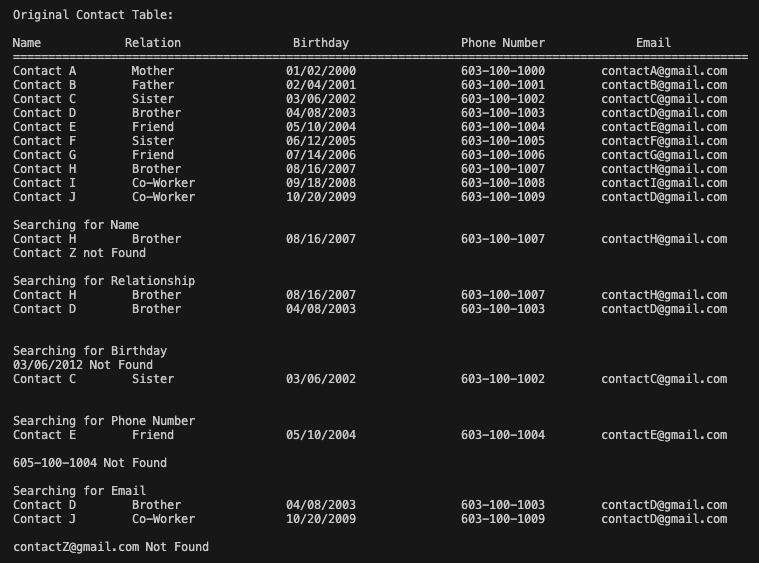 Original Contact Table:
Name Relation Birthday Phone Number Email
=========================================================================================================
Contact A Mother 01/02/2000 603-100-1000 contactA@gmail.com
Contact B Father 02/04/2001 603-100-1001 contactB@gmail.com
Contact C Sister 03/06/2002 603-100-1002 contactC@gmail.com
Contact D Brother 04/08/2003 603-100-1003 contactD@gmail.com
Contact E Friend 05/10/2004 603-100-1004 contactE@gmail.com
Contact F Sister 06/12/2005 603-100-1005 contactF@gmail.com
Contact G Friend 07/14/2006 603-100-1006 contactG@gmail.com
Contact H Brother 08/16/2007 603-100-1007 contactH@gmail.com
Contact I Co-Worker 09/18/2008 603-100-1008 contactI@gmail.com
Contact J Co-Worker 10/20/2009 603-100-1009 contactD@gmail.com
Searching for Name
Contact H Brother 08/16/2007 603-100-1007 contactH@gmail.com
Contact Z not Found
Searching for Relationship
Contact H Brother 08/16/2007 603-100-1007 contactH@gmail.com
Contact D Brother 04/08/2003 603-100-1003 contactD@gmail.com
Searching for Birthday
03/06/2012 Not Found
Contact C Sister 03/06/2002 603-100-1002 contactC@gmail.com
Searching for Phone Number
Contact E Friend 05/10/2004 603-100-1004 contactE@gmail.com
605-100-1004 Not Found
Searching for Email
Contact D Brother 04/08/2003 603-100-1003 contactD@gmail.com
Contact J Co-Worker 10/20/2009 603-100-1009 contactD@gmail.com
contactZ@gmail.com Not Found